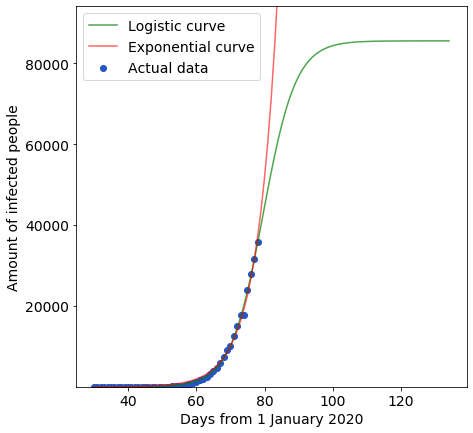 Logistic curve
Exponential curve
Actual data
80000
60000
40000
20000
Amount of infected people
40 60 80 100 120
Days from 1 January 2020